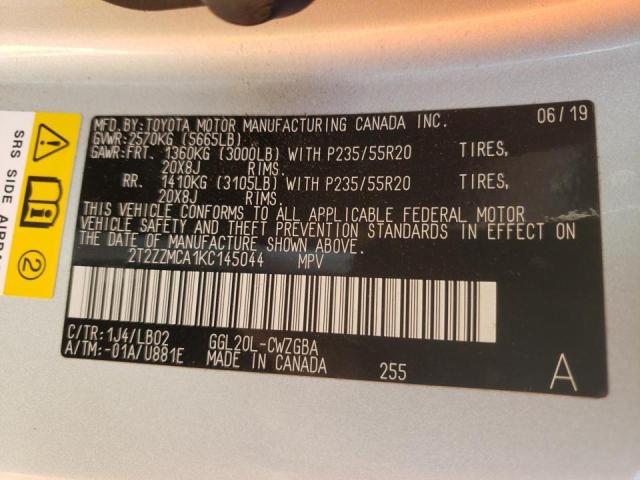 MFD.BY:TOYOTA MOTOR MANUFACTURING CANADA INC. 06/19
GVWR:2570KG (5665LB)
GAWR:FRT. 1360KG (3000LB) WITH P235/55R20 TIRES,
20X8J RIMS.
RR. 1410KG (3105LB) WITH P235/55R20 TIRES,
20X8J RIMS.
THIS VEHICLE CONFORMS TO ALL APPLICABLE FEDERAL MOTOR
VEHICLE SAFETY AND THEFT PREVENTION STANDARDS IN EFFECT ON
THE DATE OF MANUFACTURE SHOWN ABOVE.
2T2ZZMCA1KC145044 MPV
C/TR:1J4/LB02 GGL20L-CWZGBA
A/TM:-01A/U881E MADE IN CANADA 255 A
SRS SIDE
2